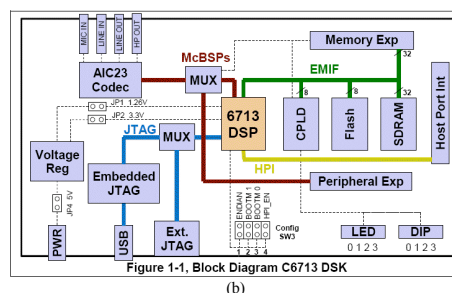 MIC IN
LINE IN
LINE OUT
HP OUT
McBSPs
Memory Exp
AIC23
Codec
MUX
EMIF
32
JP1 1.26V
JP2 3.3V
6713
DSP
CPLD
8
Flash
8
SDRAM
32
Host Port Int
JTAG
MUX
Voltage
Reg
HPI
Embedded
JTAG
Peripheral Exp
JP4 5V
ENDIAN
BOOTM 1
BOOTM 0
HPI_EN
Config
SW3
LED
DIP
PWR
USB
Ext.
JTAG
1 2 3 4
0 1 2 3
0 1 2 3
Figure 1-1, Block Diagram C6713 DSK
(b)